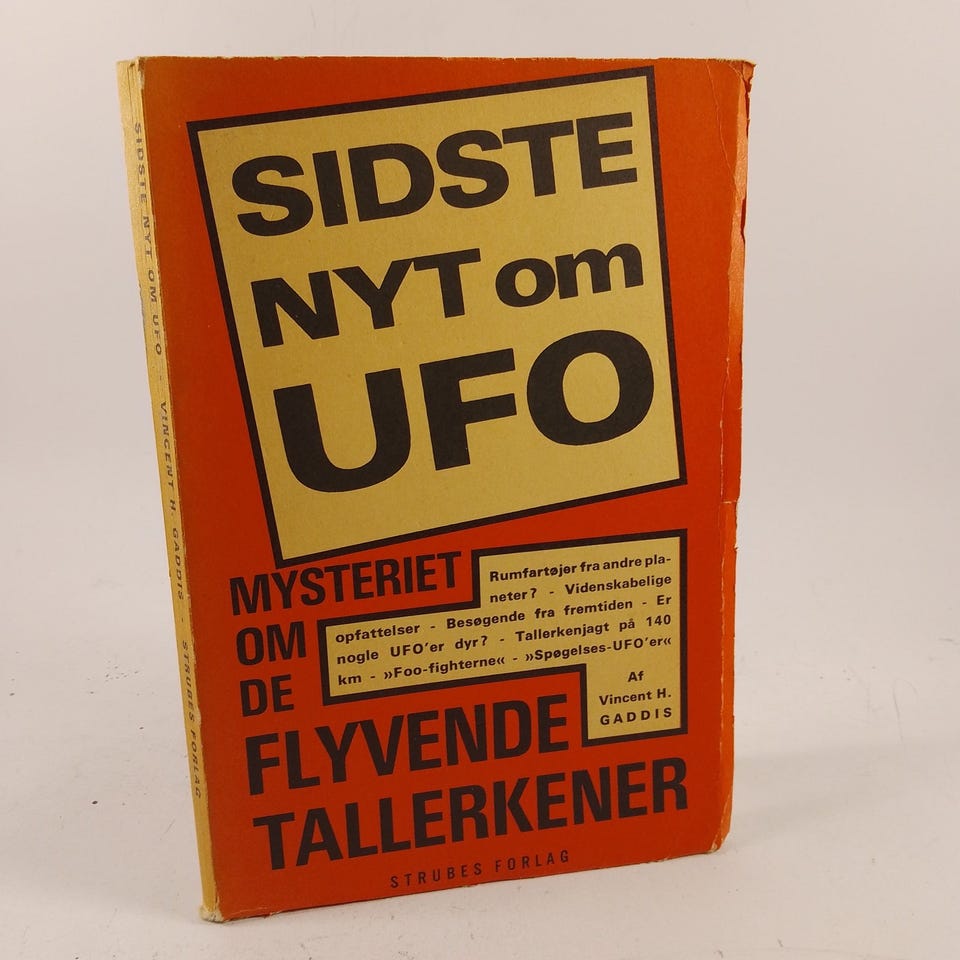 SIDSTE
NYT om
UFO
MYSTERIET
OM
DE
FLYVENDE
TALLERKENER
Rumfartøjer fra andre pla-
neter? - Videnskabelige
opfattelser - Besøgende fra fremtiden - Er
nogle UFO'er dyr? - Tallerkenjagt på 140
km - »Foo-fighterne« - »Spøgelses-UFO'er«
Af
Vincent H.
GADDIS
STRUBES FORLAG
SIDSTE NYT OM UFO - VINCENT H. GADDIS - STRUBES FORLAG